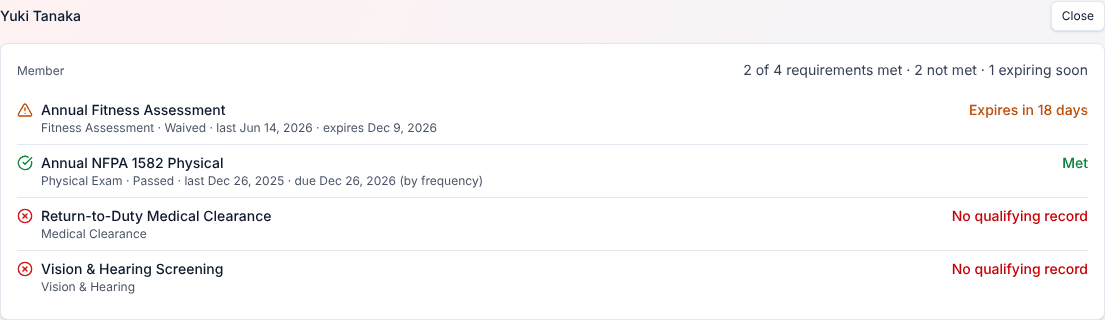 Yuki Tanaka
Close
Member
2 of 4 requirements met · 2 not met · 1 expiring soon
Annual Fitness Assessment
Expires in 18 days
Fitness Assessment · Waived · last Jun 14, 2026 · expires Dec 9, 2026
Annual NFPA 1582 Physical
Met
Physical Exam · Passed · last Dec 26, 2025 · due Dec 26, 2026 (by frequency)
Return-to-Duty Medical Clearance
No qualifying record
Medical Clearance
Vision & Hearing Screening
No qualifying record
Vision & Hearing